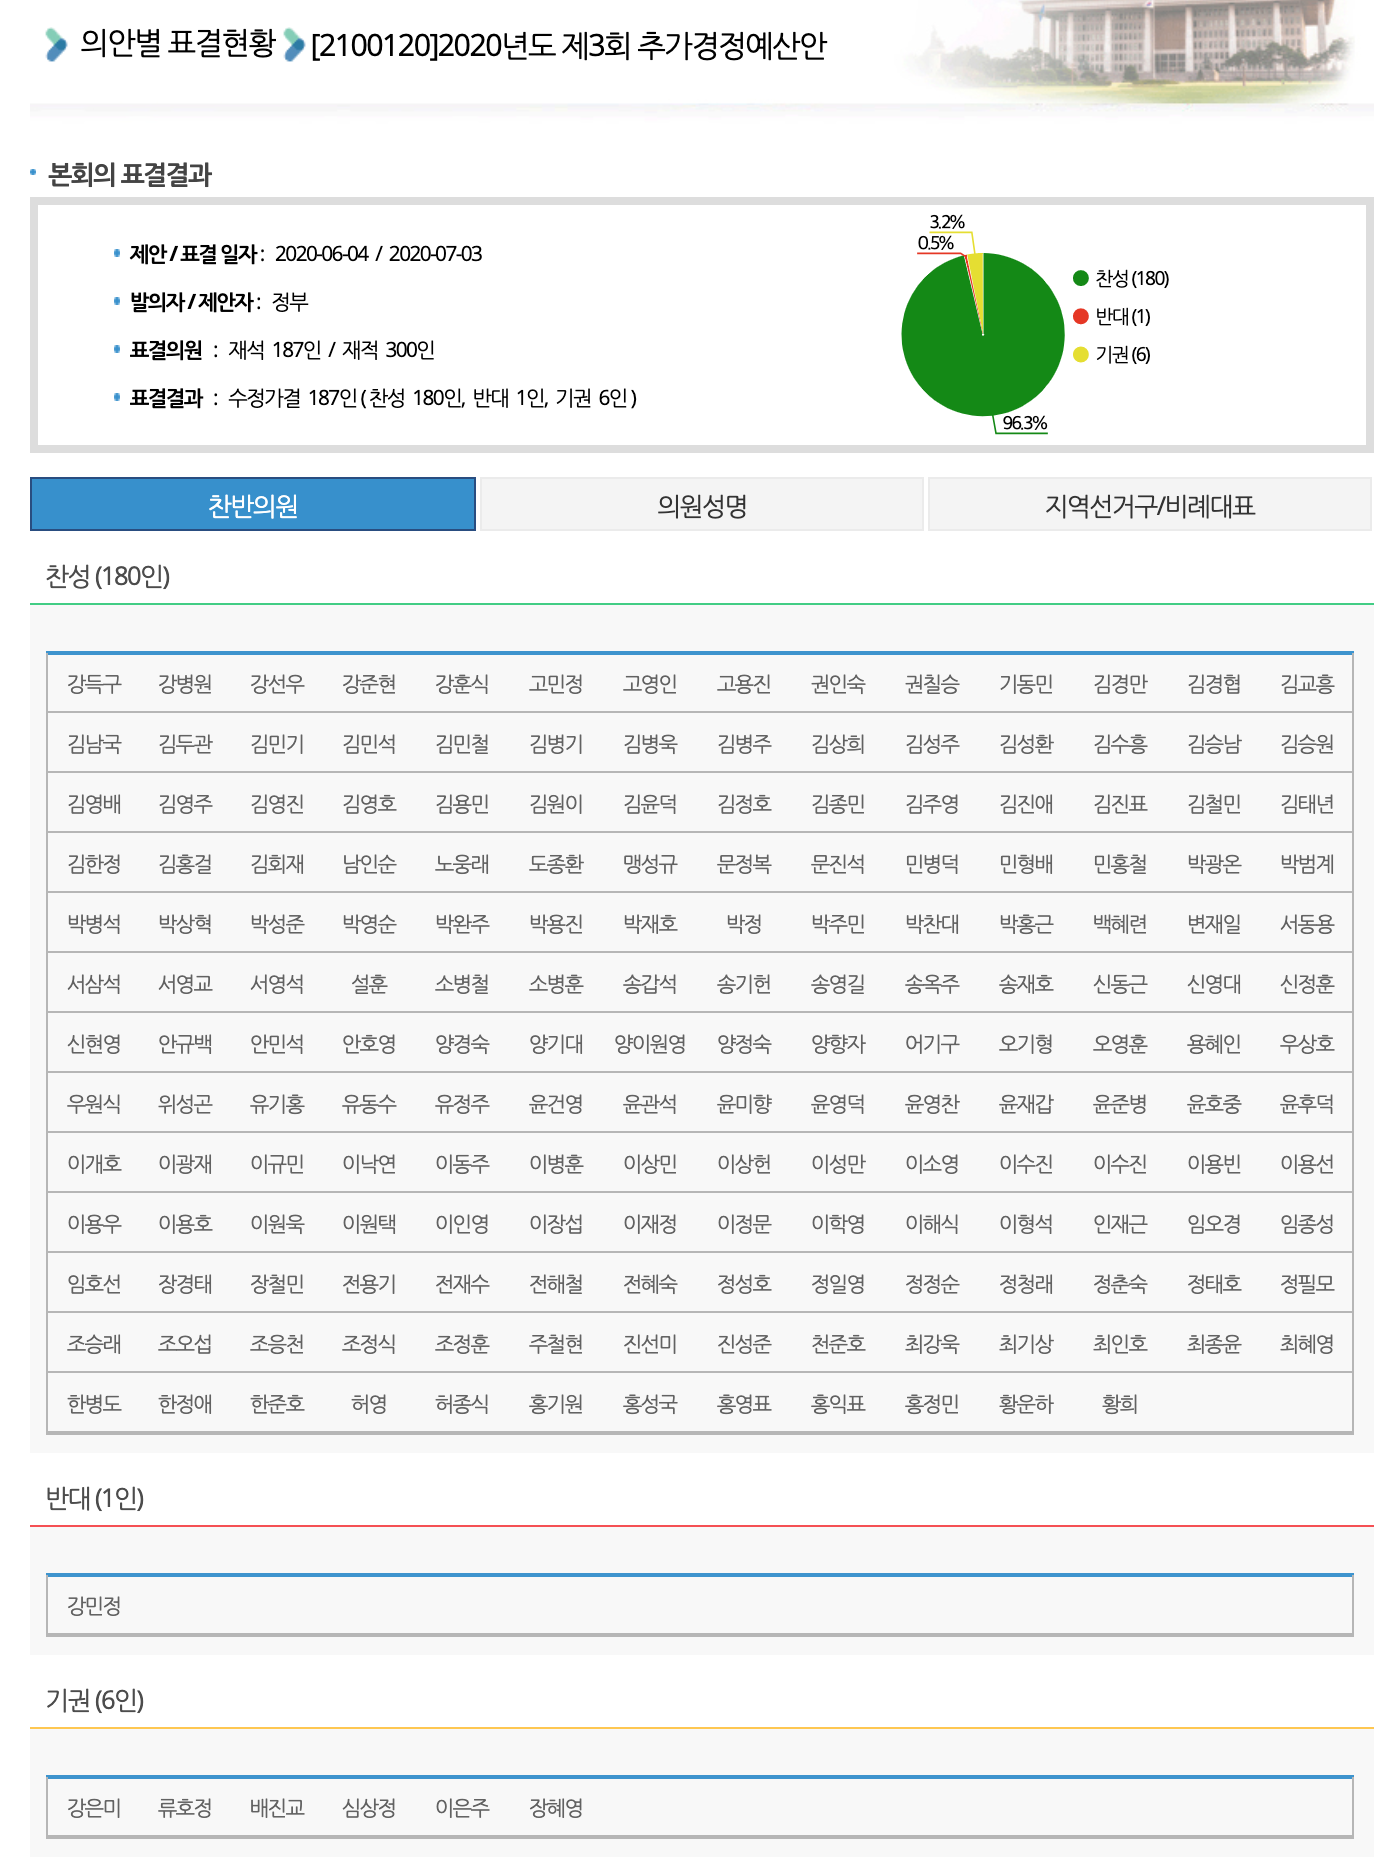 의안별 표결현황 [2100120]2020년도 제3회 추가경정예산안
본회의 표결결과
제안 / 표결 일자 : 2020-06-04 / 2020-07-03
발의자 / 제안자 : 정부
표결의원 : 재석 187인 / 재적 300인
표결결과 : 수정가결 187인 ( 찬성 180인, 반대 1인, 기권 6인 )
3.2%
0.5%
96.3%
찬성 (180)
반대 (1)
기권 (6)
찬반의원 의원성명 지역선거구/비례대표
찬성 (180인)
강득구 강병원 강선우 강준현 강훈식 고민정 고영인 고용진 권인숙 권칠승 기동민 김경만 김경협 김교흥
김남국 김두관 김민기 김민석 김민철 김병기 김병욱 김병주 김상희 김성주 김성환 김수흥 김승남 김승원
김영배 김영주 김영진 김영호 김용민 김원이 김윤덕 김정호 김종민 김주영 김진애 김진표 김철민 김태년
김한정 김홍걸 김회재 남인순 노웅래 도종환 맹성규 문정복 문진석 민병덕 민형배 민홍철 박광온 박범계
박병석 박상혁 박성준 박영순 박완주 박용진 박재호 박정 박주민 박찬대 박홍근 백혜련 변재일 서동용
서삼석 서영교 서영석 설훈 소병철 소병훈 송갑석 송기헌 송영길 송옥주 송재호 신동근 신영대 신정훈
신현영 안규백 안민석 안호영 양경숙 양기대 양이원영 양정숙 양향자 어기구 오기형 오영훈 용혜인 우상호
우원식 위성곤 유기홍 유동수 유정주 윤건영 윤관석 윤미향 윤영덕 윤영찬 윤재갑 윤준병 윤호중 윤후덕
이개호 이광재 이규민 이낙연 이동주 이병훈 이상민 이상헌 이성만 이소영 이수진 이수진 이용빈 이용선
이용우 이용호 이원욱 이원택 이인영 이장섭 이재정 이정문 이학영 이해식 이형석 인재근 임오경 임종성
임호선 장경태 장철민 전용기 전재수 전해철 전혜숙 정성호 정일영 정정순 정청래 정춘숙 정태호 정필모
조승래 조오섭 조응천 조정식 조정훈 주철현 진선미 진성준 천준호 최강욱 최기상 최인호 최종윤 최혜영
한병도 한정애 한준호 허영 허종식 홍기원 홍성국 홍영표 홍익표 홍정민 황운하 황희
반대 (1인)
강민정
기권 (6인)
강은미 류호정 배진교 심상정 이은주 장혜영